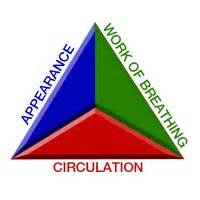 APPEARANCE
WORK OF BREATHING
CIRCULATION